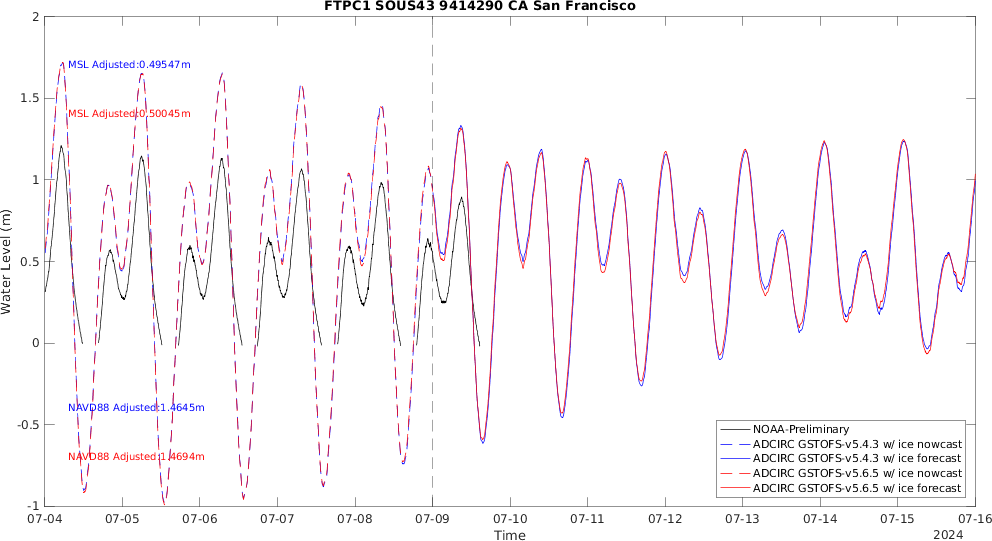 FTPC1 SOUS43 9414290 CA San Francisco
2
1.5
1
0.5
0
-0.5
-1
Water Level (m)
MSL Adjusted:0.49547m
MSL Adjusted:0.50045m
NAVD88 Adjusted:1.4645m
NAVD88 Adjusted:1.4694m
NOAA-Preliminary
ADCIRC GSTOFS-v5.4.3 w/ ice nowcast
ADCIRC GSTOFS-v5.4.3 w/ ice forecast
ADCIRC GSTOFS-v5.6.5 w/ ice nowcast
ADCIRC GSTOFS-v5.6.5 w/ ice forecast
07-04 07-05 07-06 07-07 07-08 07-09 07-10 07-11 07-12 07-13 07-14 07-15 07-16
Time
2024